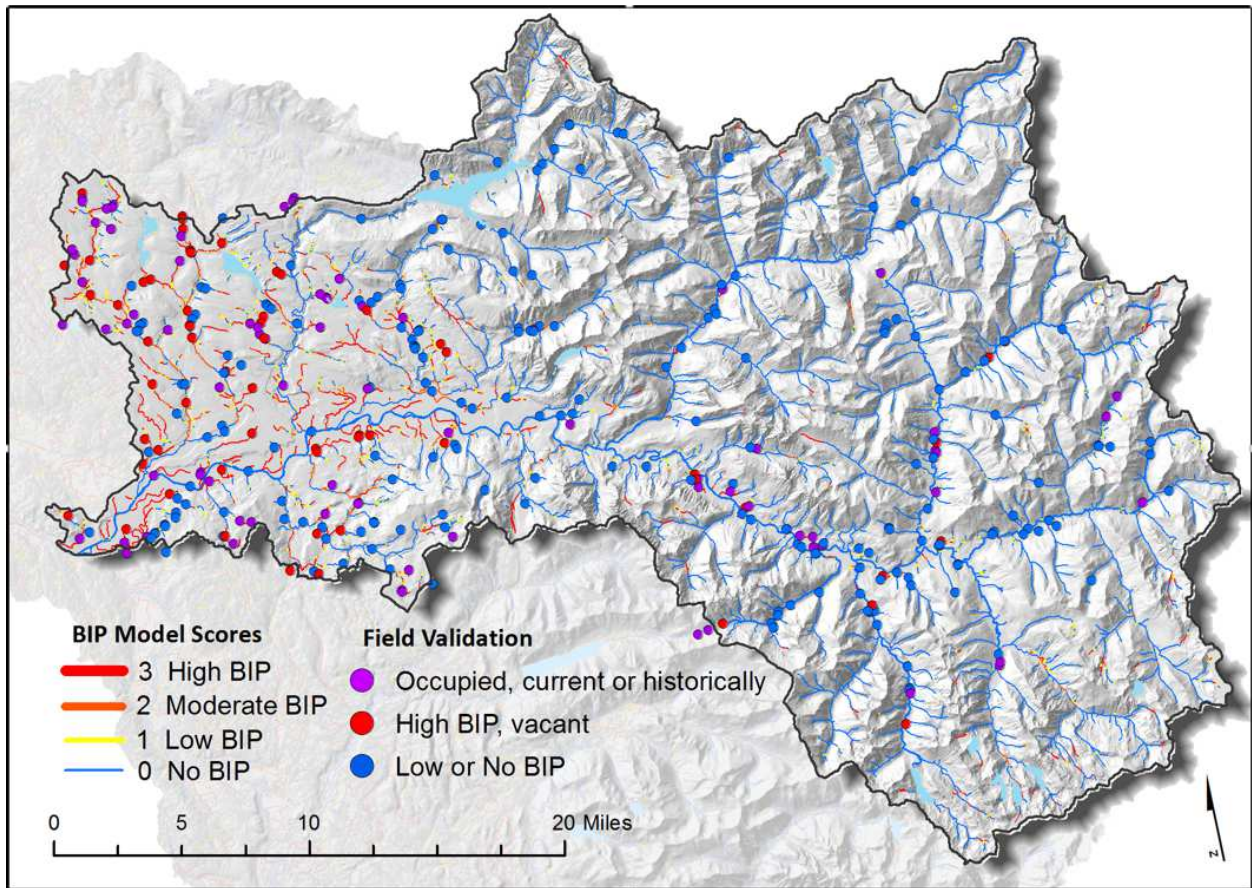 BIP Model Scores
3 High BIP
2 Moderate BIP
1 Low BIP
0 No BIP
Field Validation
Occupied, current or historically
High BIP, vacant
Low or No BIP
0 5 10 20 Miles
N